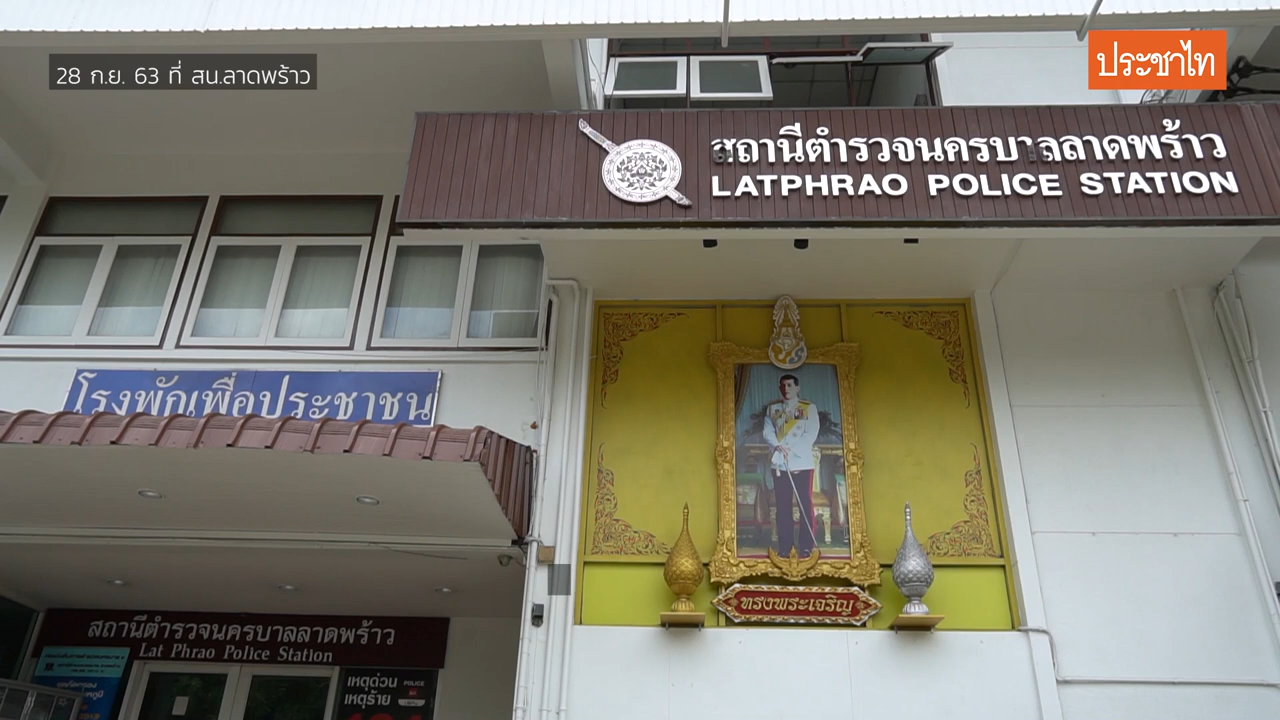 28 ก.ย. 63 ที่ สน.ลาดพร้าว
ประชาไท
สถานีตำรวจนครบาลลาดพร้าว
LATPHRAO POLICE STATION
โรงพักเพื่อประชาชน
ทรงพระเจริญ
สถานีตำรวจนครบาลลาดพร้าว
Lat Phrao Police Station
เหตุด่วน
เหตุร้าย
POLICE